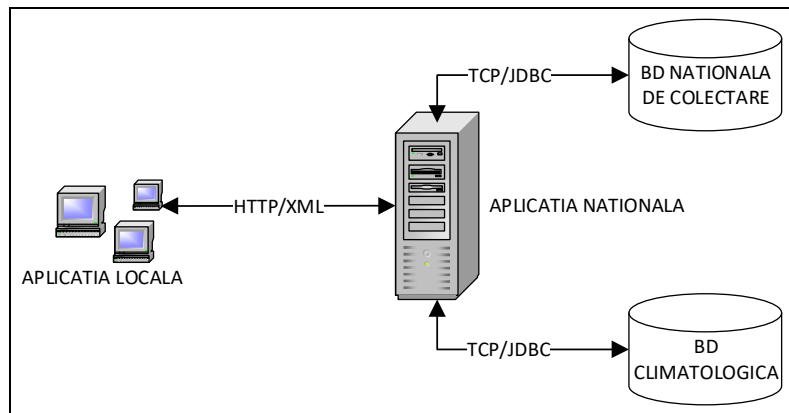 TCP/JDBC
BD NATIONALA
DE COLECTARE
HTTP/XML
APLICATIA NATIONALA
APLICATIA LOCALA
TCP/JDBC
BD
CLIMATOLOGICA